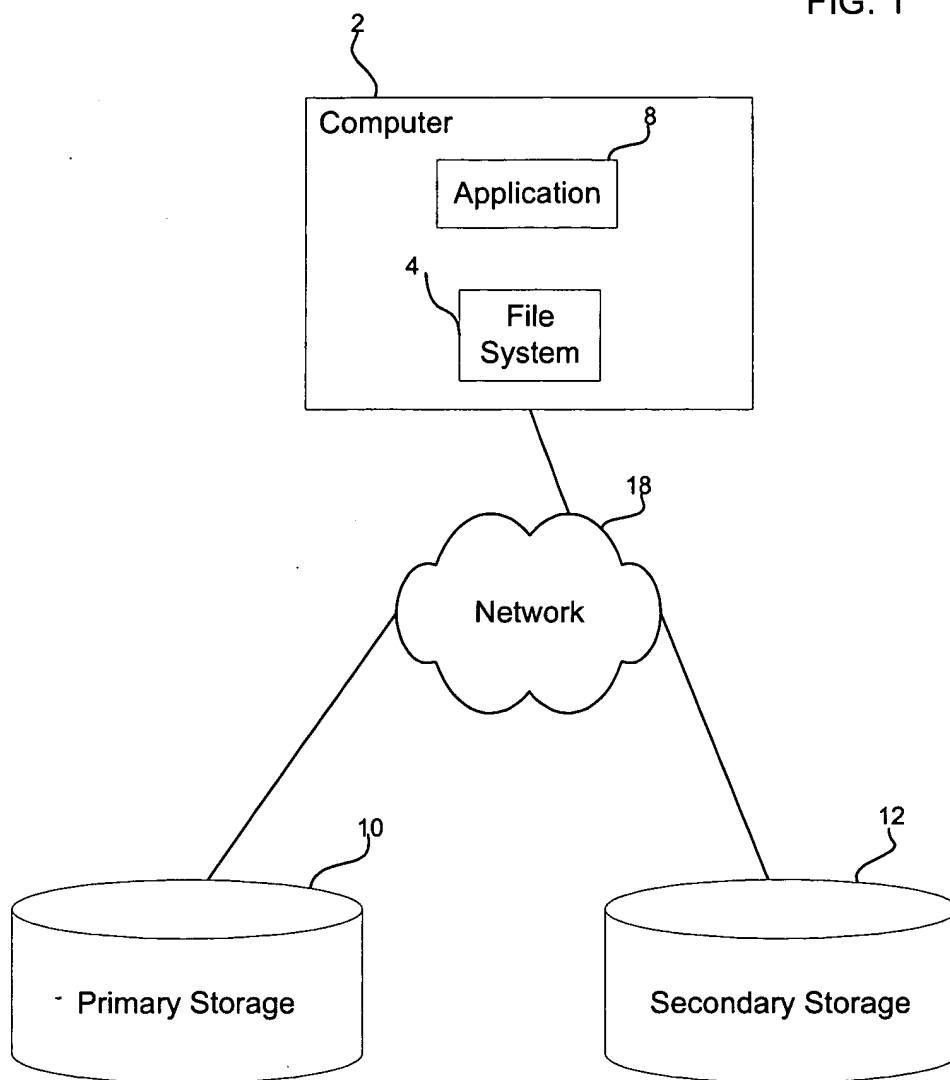 FIG. 1
2
Computer
8
Application
4
File
System
18
Network
10
Primary Storage
12
Secondary Storage